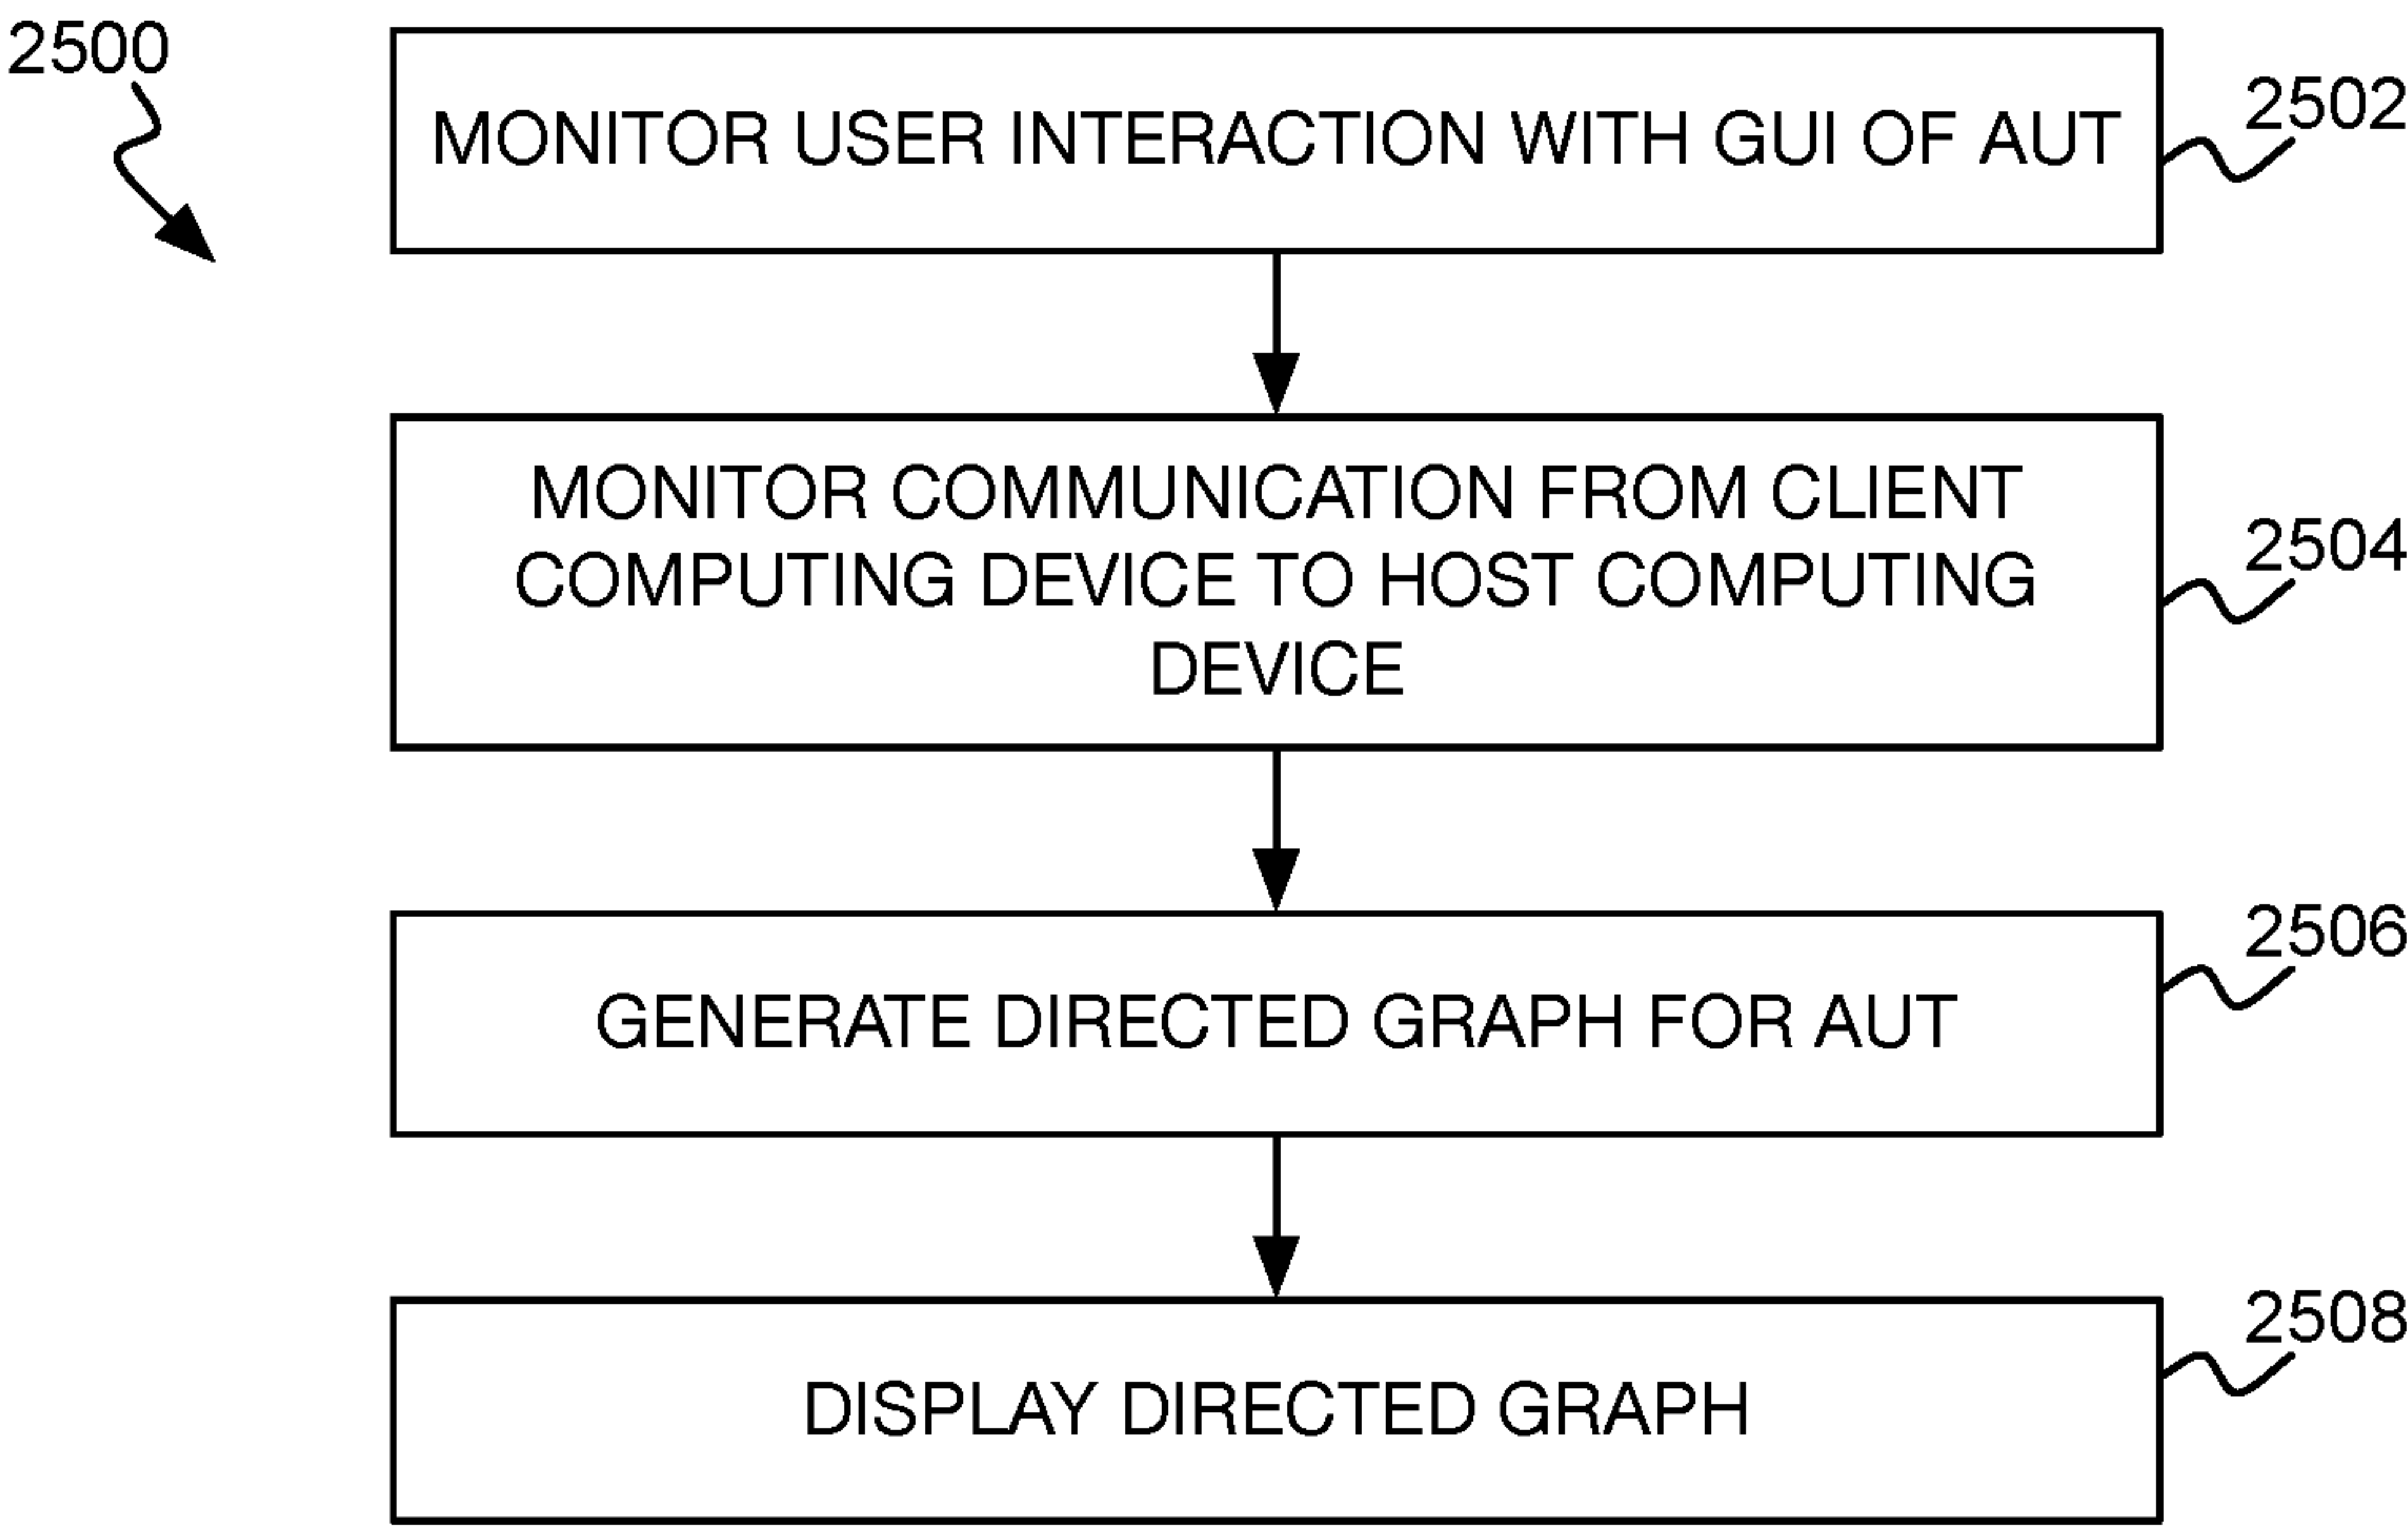 2500
MONITOR USER INTERACTION WITH GUI OF AUT
2502
MONITOR COMMUNICATION FROM CLIENT
COMPUTING DEVICE TO HOST COMPUTING
DEVICE
2504
GENERATE DIRECTED GRAPH FOR AUT
2506
DISPLAY DIRECTED GRAPH
2508